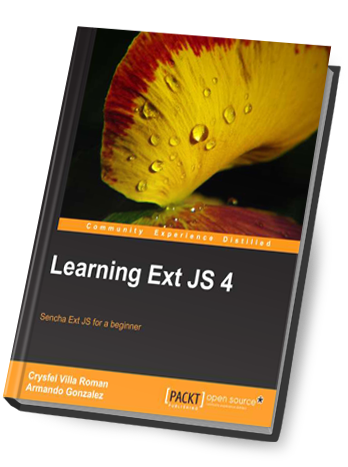 Community Experience Distilled
Learning Ext JS 4
Sencha Ext JS for a beginner
Crysfel Villa Roman
Armando Gonzalez
[PACKT] open source*
PUBLISHING